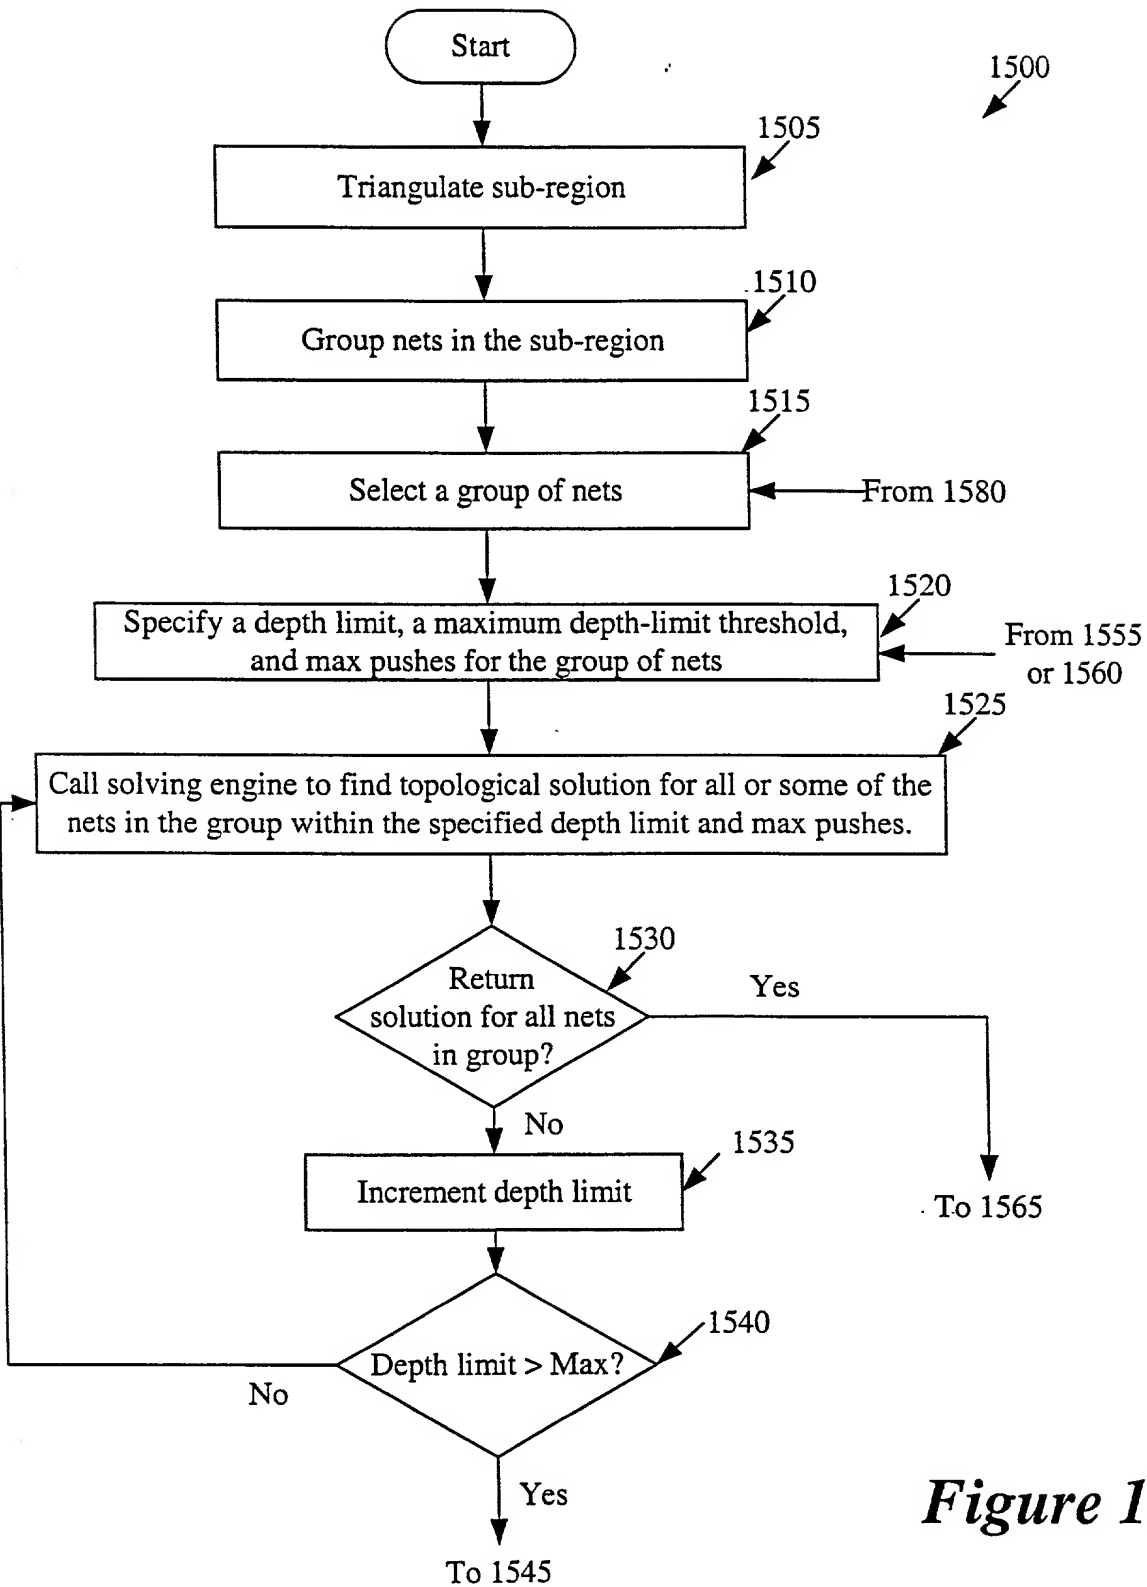 Start
1500
1505
Triangulate sub-region
1510
Group nets in the sub-region
1515
Select a group of nets
From 1580
1520
Specify a depth limit, a maximum depth-limit threshold,
and max pushes for the group of nets
From 1555
or 1560
1525
Call solving engine to find topological solution for all or some of the
nets in the group within the specified depth limit and max pushes.
1530
Return
solution for all nets
in group?
Yes
No
1535
Increment depth limit
To 1565
1540
Depth limit > Max?
No
Yes
To 1545
Figure 1